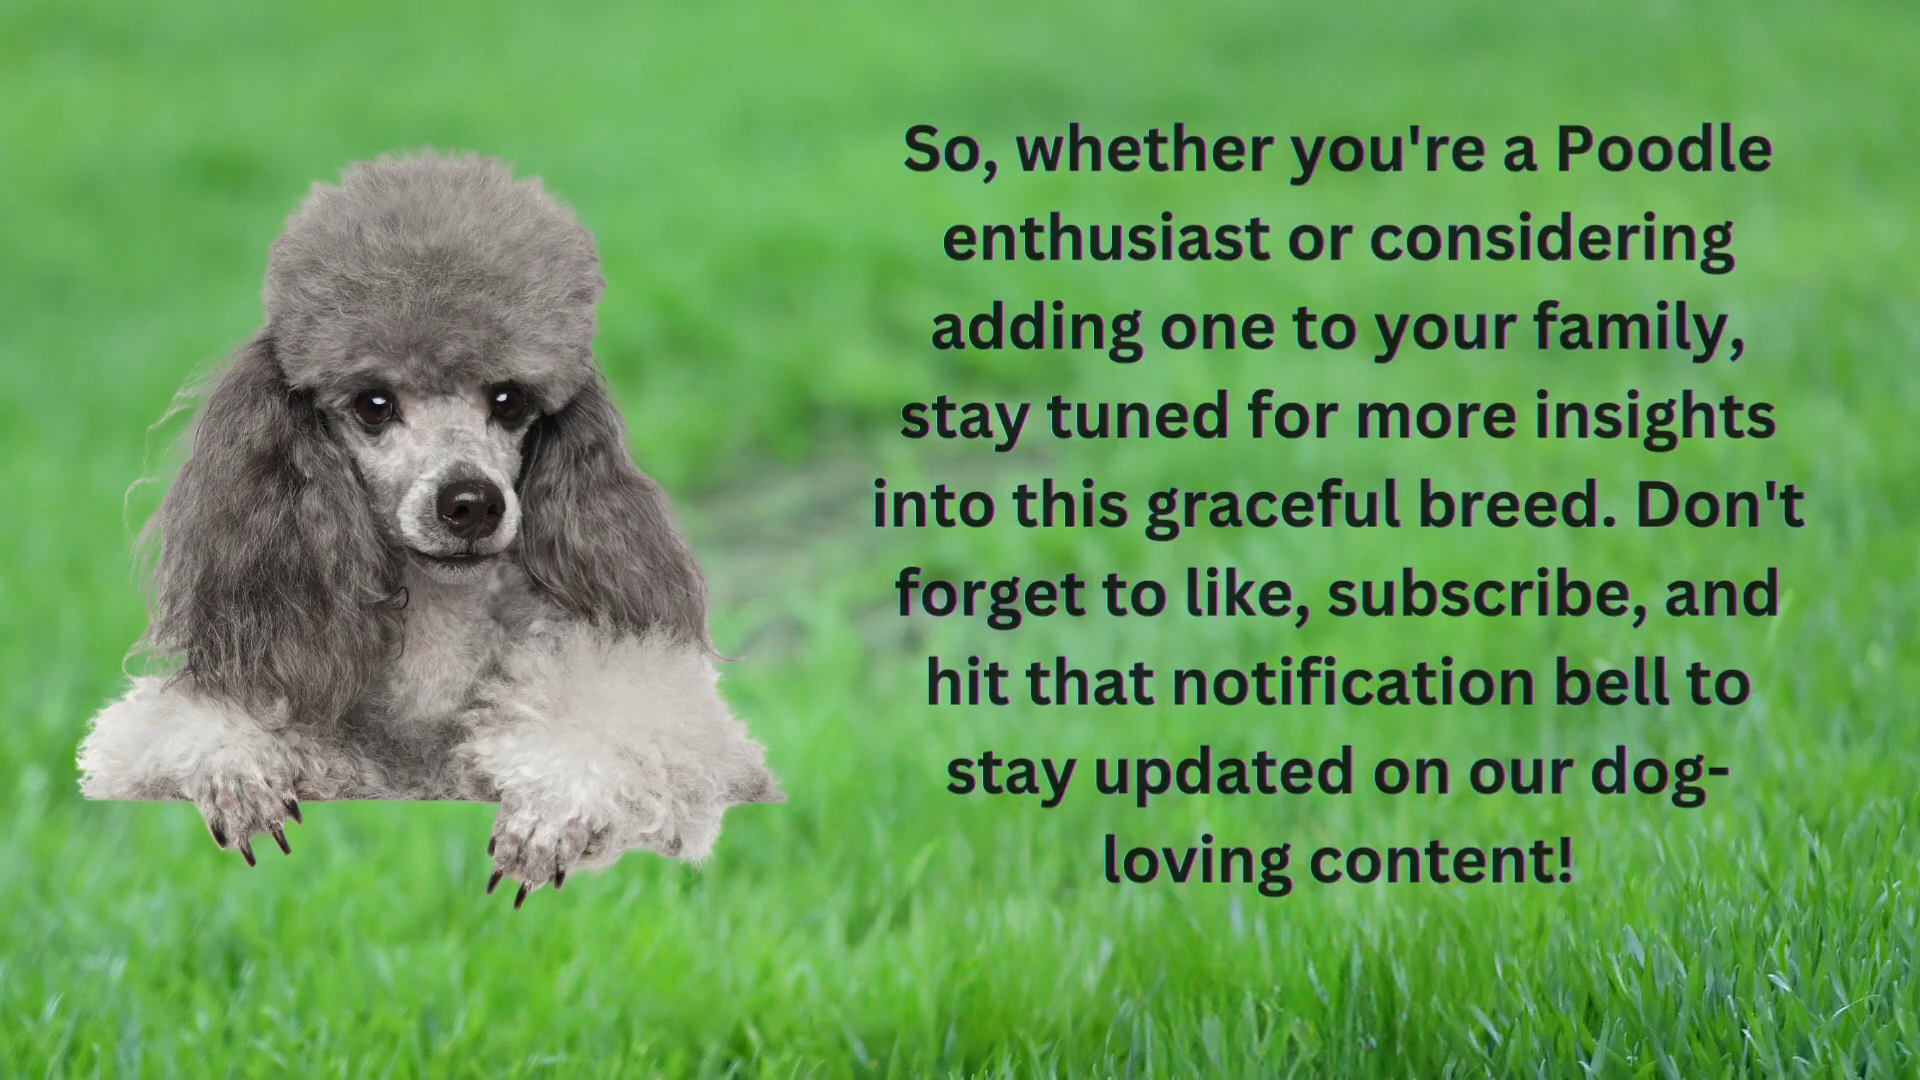 So, whether you're a Poodle
enthusiast or considering
adding one to your family,
stay tuned for more insights
into this graceful breed. Don't
forget to like, subscribe, and
hit that notification bell to
stay updated on our dog-
loving content!